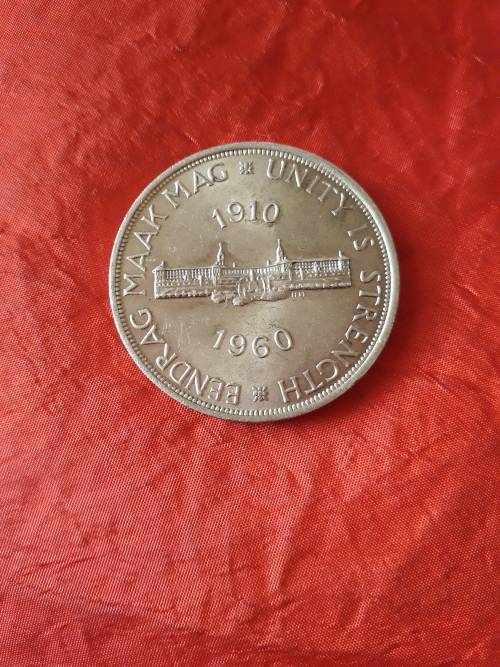 EENDRAG MAAK MAG
UNITY IS STRENGTH
1910
1960